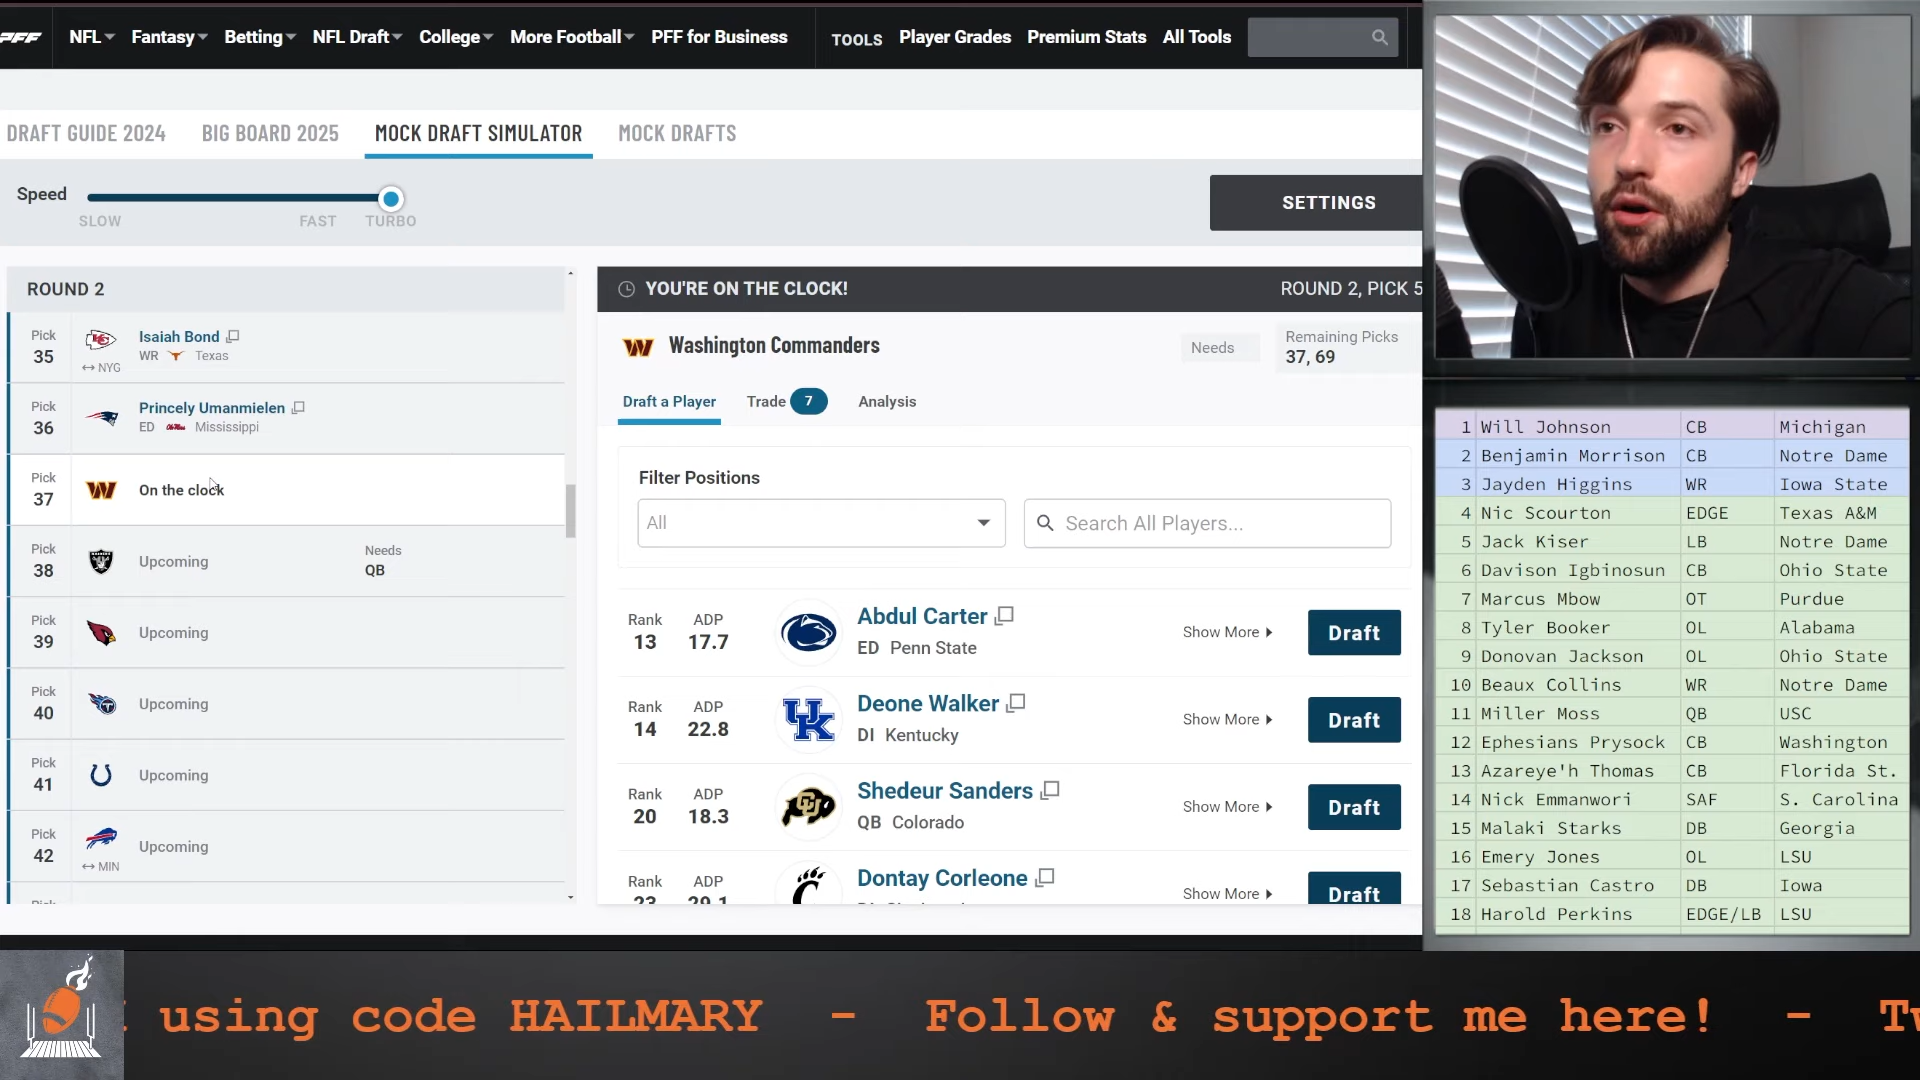 PFF
NFL Fantasy Betting NFL Draft College More Football PFF for Business TOOLS Player Grades Premium Stats All Tools
DRAFT GUIDE 2024 BIG BOARD 2025 MOCK DRAFT SIMULATOR MOCK DRAFTS
Speed
SLOW FAST TURBO
SETTINGS
ROUND 2
Pick 35 Isaiah Bond
WR Texas
↔ NYG
Pick 36 Princely Umanmielen
ED Ole Miss Mississippi
Pick 37 On the clock
Pick 38 Upcoming Needs QB
Pick 39 Upcoming
Pick 40 Upcoming
Pick 41 Upcoming
Pick 42 Upcoming
↔ MIN
YOU'RE ON THE CLOCK! ROUND 2, PICK 5
Washington Commanders Needs Remaining Picks
37, 69
Draft a Player Trade 7 Analysis
Filter Positions
All Search All Players...
Rank 13 ADP 17.7 Abdul Carter Show More Draft
ED Penn State
Rank 14 ADP 22.8 UK Deone Walker Show More Draft
DI Kentucky
Rank 20 ADP 18.3 CU Shedeur Sanders Show More Draft
QB Colorado
Rank 23 ADP 29.1 Dontay Corleone Show More Draft
1 Will Johnson CB Michigan
2 Benjamin Morrison CB Notre Dame
3 Jayden Higgins WR Iowa State
4 Nic Scourton EDGE Texas A&M
5 Jack Kiser LB Notre Dame
6 Davison Igbinosun CB Ohio State
7 Marcus Mbow OT Purdue
8 Tyler Booker OL Alabama
9 Donovan Jackson OL Ohio State
10 Beaux Collins WR Notre Dame
11 Miller Moss QB USC
12 Ephesians Prysock CB Washington
13 Azareye'h Thomas CB Florida St.
14 Nick Emmanwori SAF S. Carolina
15 Malaki Starks DB Georgia
16 Emery Jones OL LSU
17 Sebastian Castro DB Iowa
18 Harold Perkins EDGE/LB LSU
using code HAILMARY - Follow & support me here! - Tw